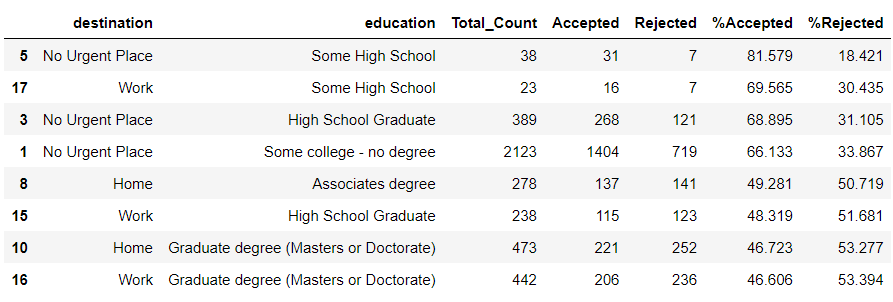 destination education Total_Count Accepted Rejected %Accepted %Rejected
5 No Urgent Place Some High School 38 31 7 81.579 18.421
17 Work Some High School 23 16 7 69.565 30.435
3 No Urgent Place High School Graduate 389 268 121 68.895 31.105
1 No Urgent Place Some college - no degree 2123 1404 719 66.133 33.867
8 Home Associates degree 278 137 141 49.281 50.719
15 Work High School Graduate 238 115 123 48.319 51.681
10 Home Graduate degree (Masters or Doctorate) 473 221 252 46.723 53.277
16 Work Graduate degree (Masters or Doctorate) 442 206 236 46.606 53.394